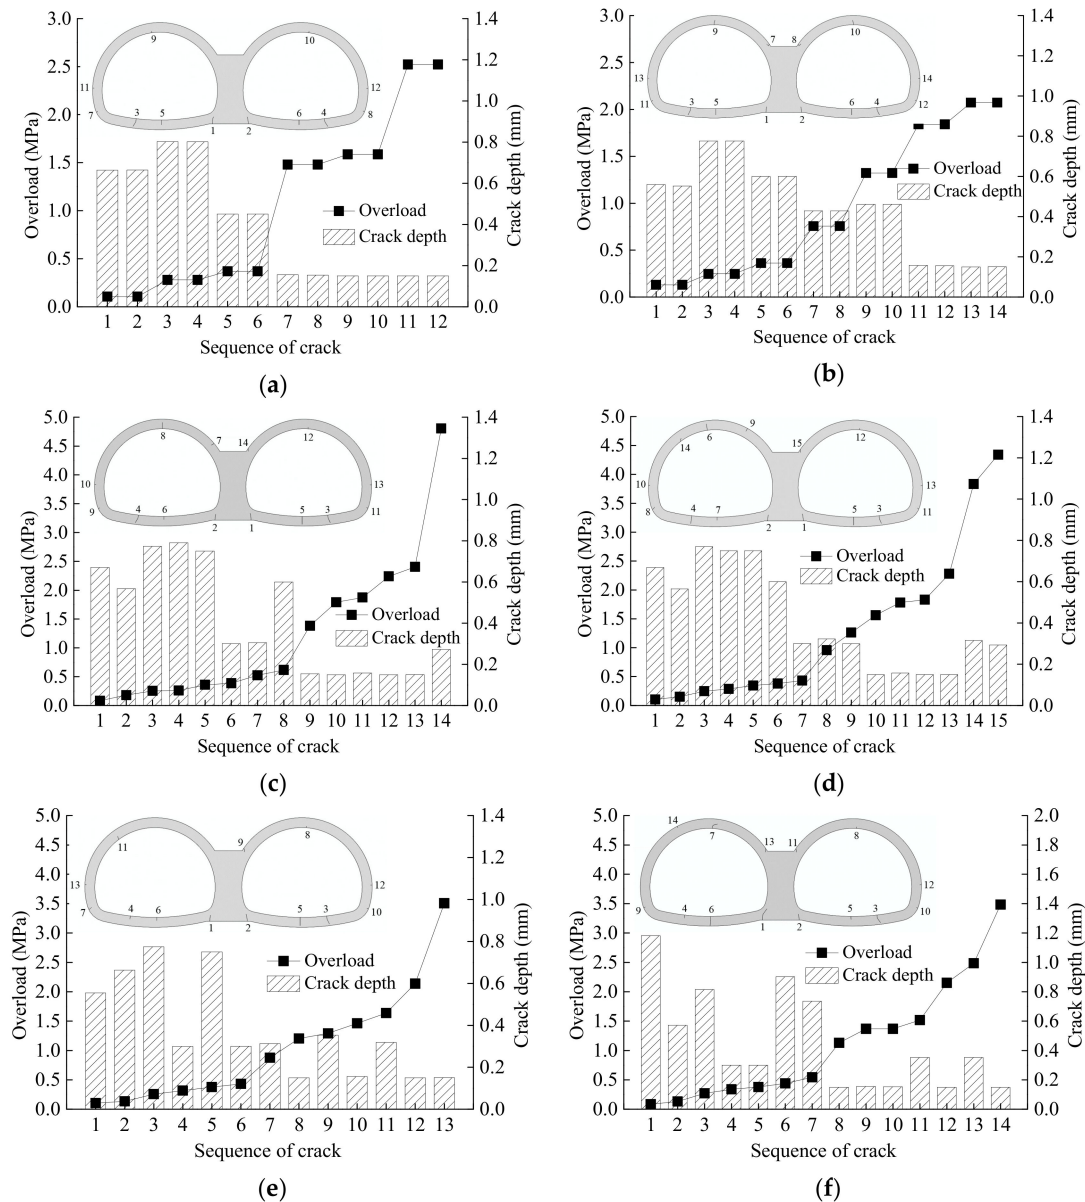 3.0 1.4
2.5 1.2
2.0 1.0
1.5 0.8
1.0 0.6
0.5 0.4
0.0 0.2
0.0
Overload (MPa)
Crack depth (mm)
9 10
11 12
7 3 5 1 2 6 4 8
Overload
Crack depth
1 2 3 4 5 6 7 8 9 10 11 12
Sequence of crack
(a)
3.0 1.4
2.5 1.2
2.0 1.0
1.5 0.8
1.0 0.6
0.5 0.4
0.0 0.2
0.0
Overload (MPa)
Crack depth (mm)
9 7 8 10
13 14
11 3 5 1 2 6 4 12
Overload
Crack depth
1 2 3 4 5 6 7 8 9 10 11 12 13 14
Sequence of crack
(b)
5.0 1.4
4.5 1.2
4.0 1.0
3.5 0.8
3.0 0.6
2.5 0.4
2.0 0.2
1.5 0.0
1.0
0.5
0.0
Overload (MPa)
Crack depth (mm)
8 7 14 12
10 13
9 4 6 2 1 5 3 11
Overload
Crack depth
1 2 3 4 5 6 7 8 9 10 11 12 13 14
Sequence of crack
(c)
5.0 1.4
4.5 1.2
4.0 1.0
3.5 0.8
3.0 0.6
2.5 0.4
2.0 0.2
1.5 0.0
1.0
0.5
0.0
Overload (MPa)
Crack depth (mm)
14 6 9 15 12
10 13
8 4 7 2 1 5 3 11
Overload
Crack depth
1 2 3 4 5 6 7 8 9 10 11 12 13 14 15
Sequence of crack
(d)
5.0 1.4
4.5 1.2
4.0 1.0
3.5 0.8
3.0 0.6
2.5 0.4
2.0 0.2
1.5 0.0
1.0
0.5
0.0
Overload (MPa)
Crack depth (mm)
11 9 8
13 12
7 4 6 1 2 5 3 10
Overload
Crack depth
1 2 3 4 5 6 7 8 9 10 11 12 13
Sequence of crack
(e)
5.0 2.0
4.5 1.8
4.0 1.6
3.5 1.4
3.0 1.2
2.5 1.0
2.0 0.8
1.5 0.6
1.0 0.4
0.5 0.2
0.0 0.0
Overload (MPa)
Crack depth (mm)
14 7 13 11 8
12
9 4 6 1 2 5 3 10
Overload
Crack depth
1 2 3 4 5 6 7 8 9 10 11 12 13 14
Sequence of crack
(f)